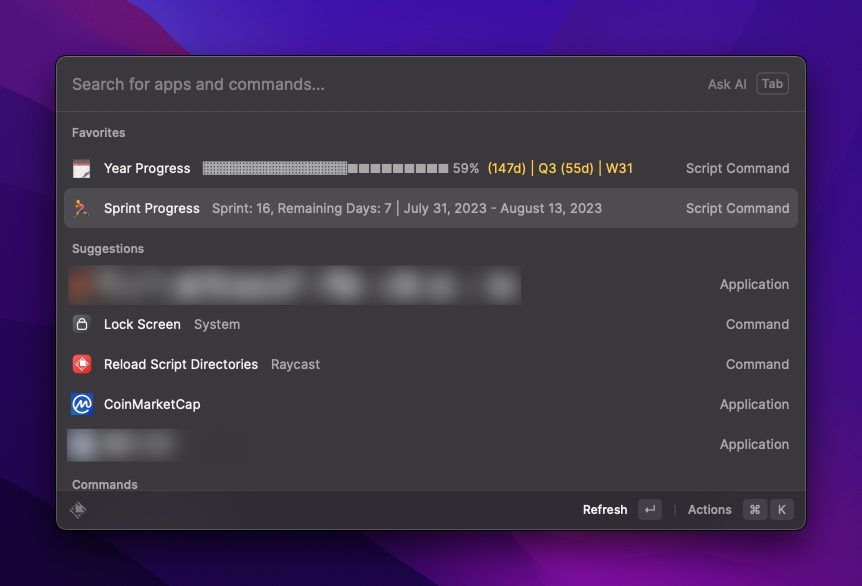 Search for apps and commands...
Ask AI Tab
Favorites
Year Progress 59% (147d) | Q3 (55d) | W31 Script Command
Sprint Progress Sprint: 16, Remaining Days: 7 | July 31, 2023 - August 13, 2023 Script Command
Suggestions
Application
Lock Screen System Command
Reload Script Directories Raycast Command
CoinMarketCap Application
Application
Commands
Refresh ↵ | Actions ⌘ K